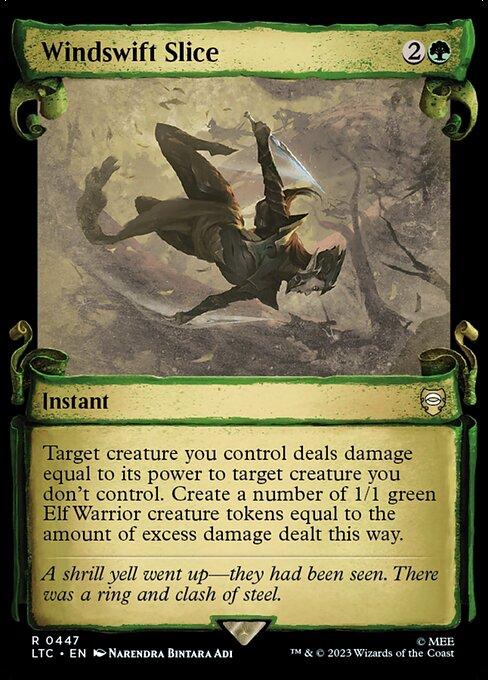 Windswift Slice 2
Instant
Target creature you control deals damage
equal to its power to target creature you
don't control. Create a number of 1/1 green
Elf Warrior creature tokens equal to the
amount of excess damage dealt this way.
A shrill yell went up—they had been seen. There
was a ring and clash of steel.
R 0447 © MEE
LTC • EN Narendra Bintara Adi ™ & © 2023 Wizards of the Coast